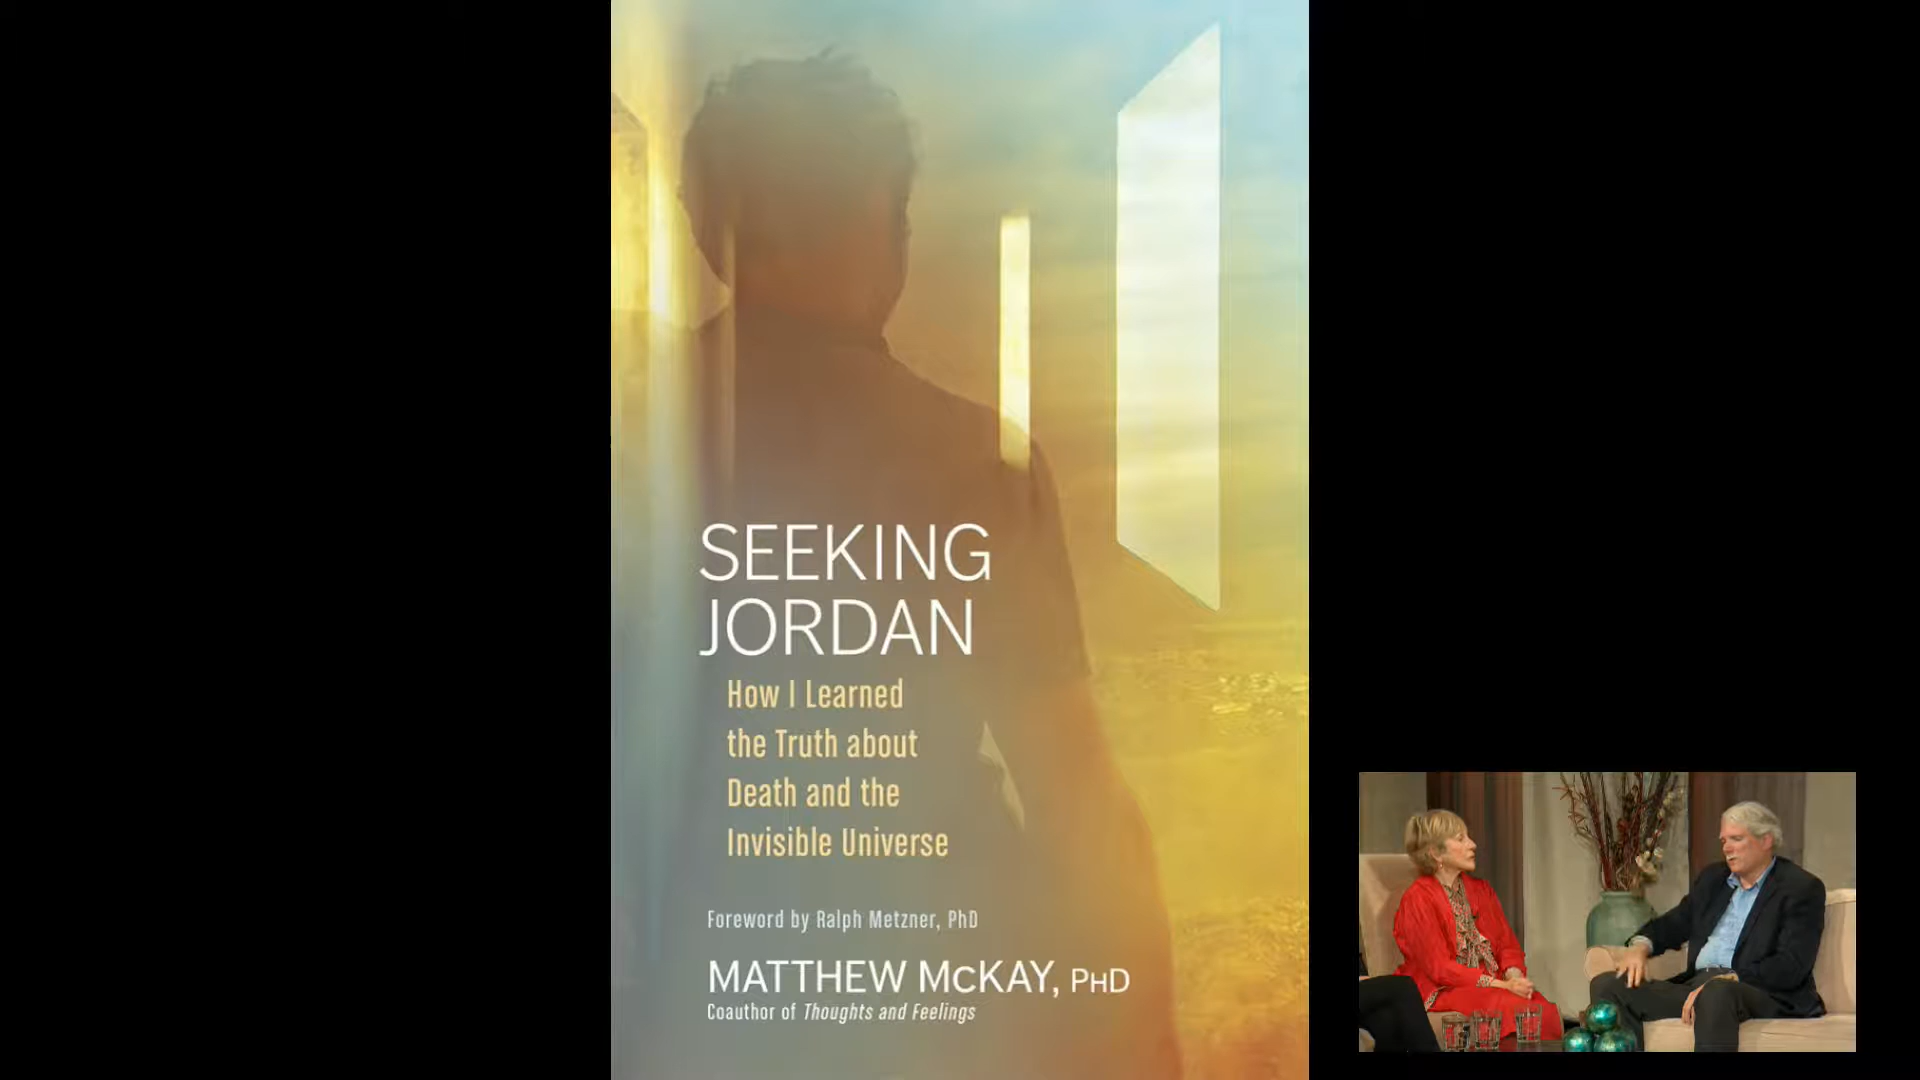 SEEKING
JORDAN
How I Learned
the Truth about
Death and the
Invisible Universe
Foreword by Ralph Metzner, PhD
MATTHEW McKAY, PHD
Coauthor of Thoughts and Feelings